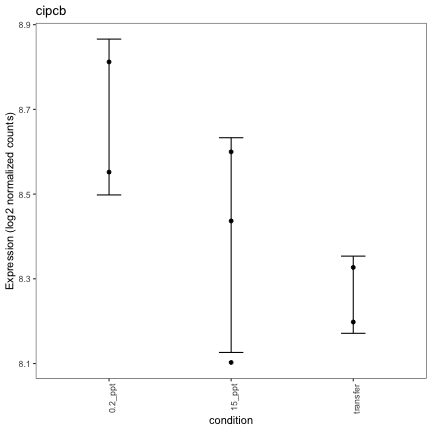 cipcb
Expression (log2 normalized counts)
8.9
8.7
8.5
8.3
8.1
0.2_ppt
15_ppt
transfer
condition